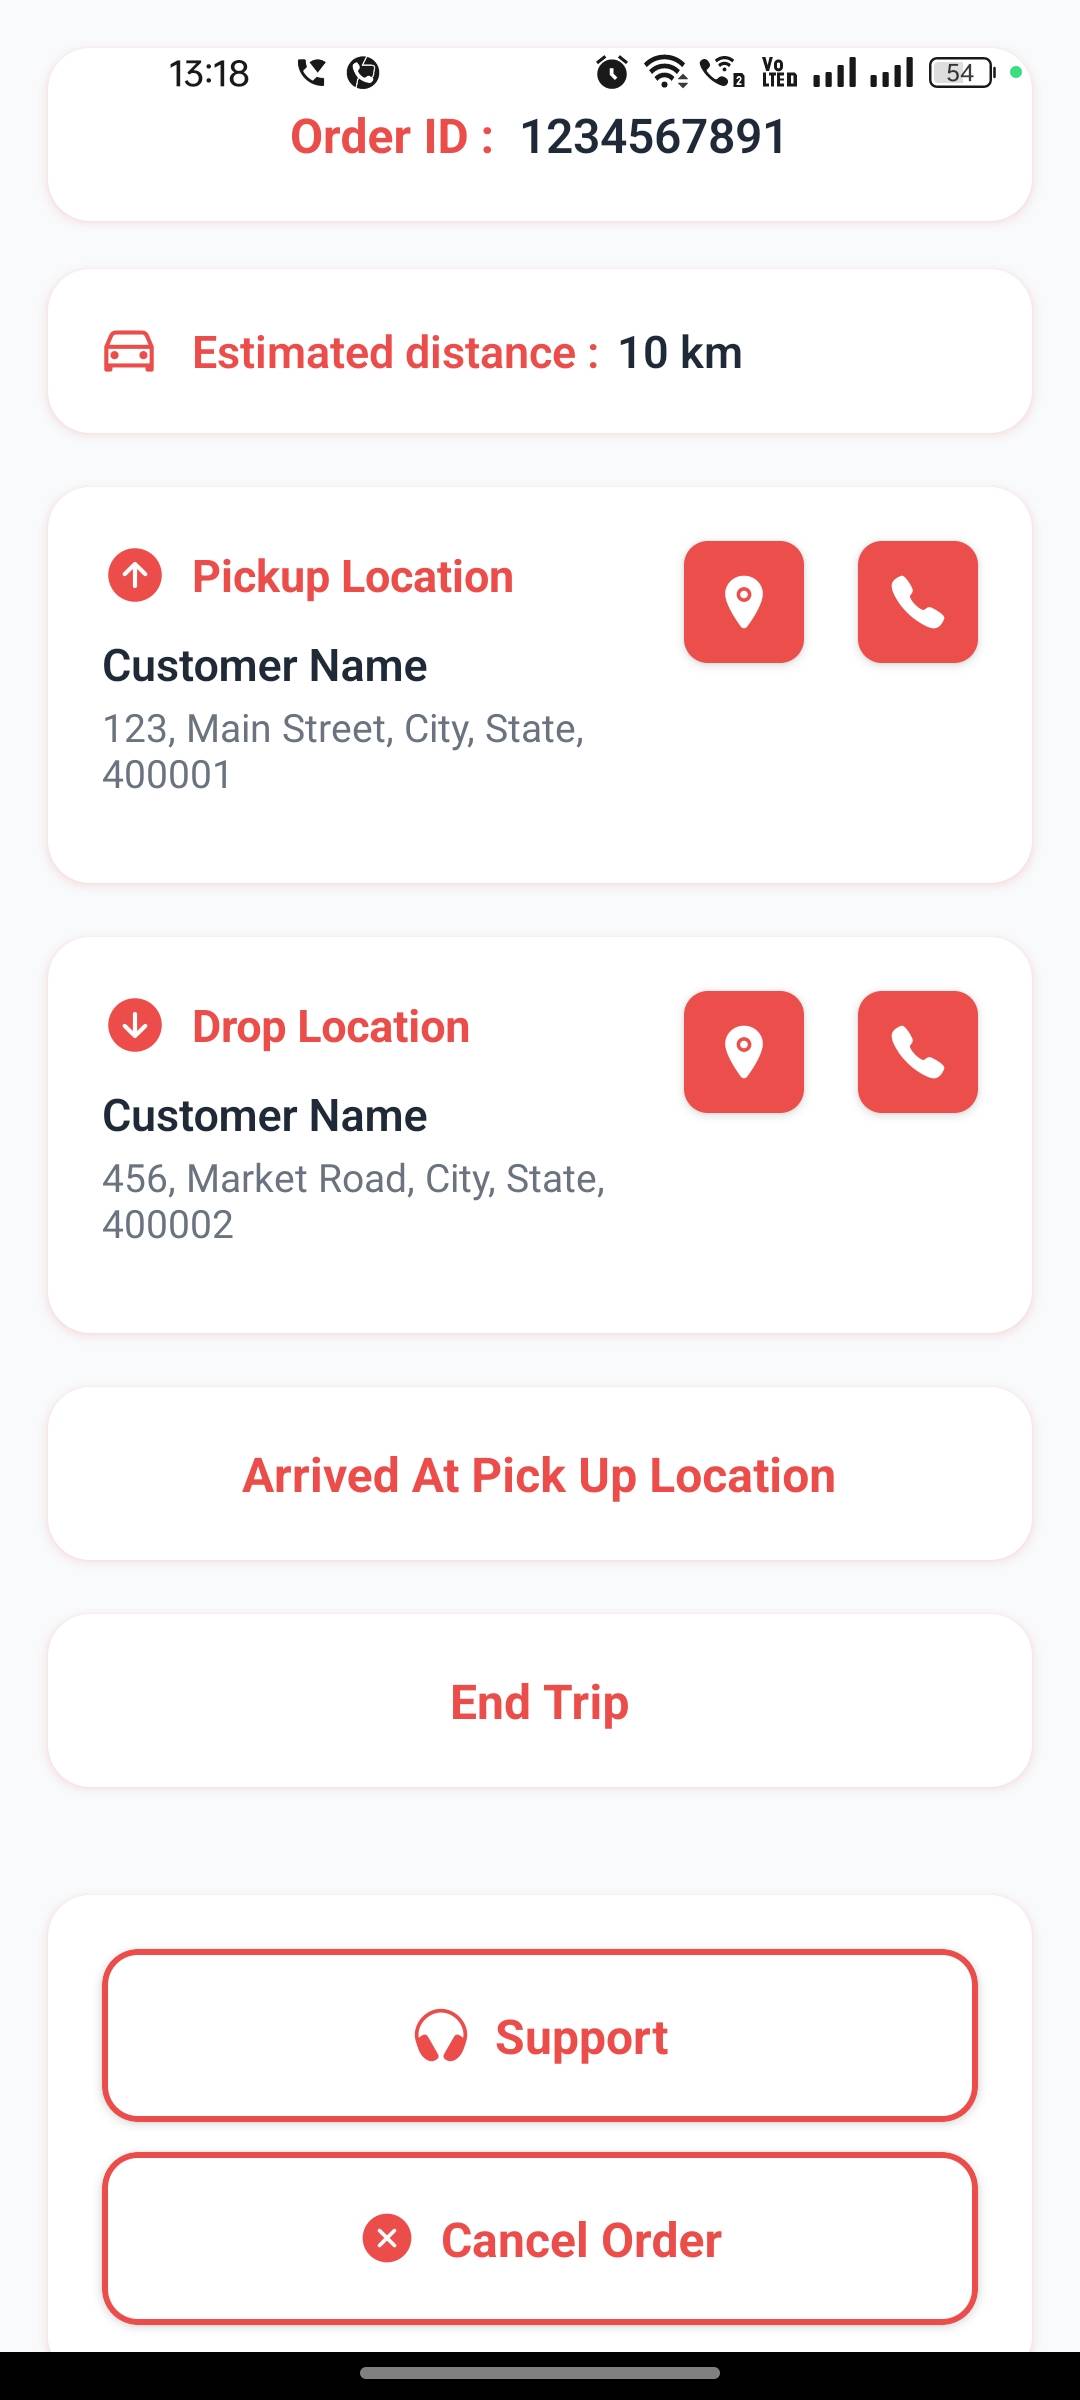 13:18 Vo LTED 2 54
Order ID : 1234567891
Estimated distance : 10 km
Pickup Location
Customer Name
123, Main Street, City, State,
400001
Drop Location
Customer Name
456, Market Road, City, State,
400002
Arrived At Pick Up Location
End Trip
Support
Cancel Order